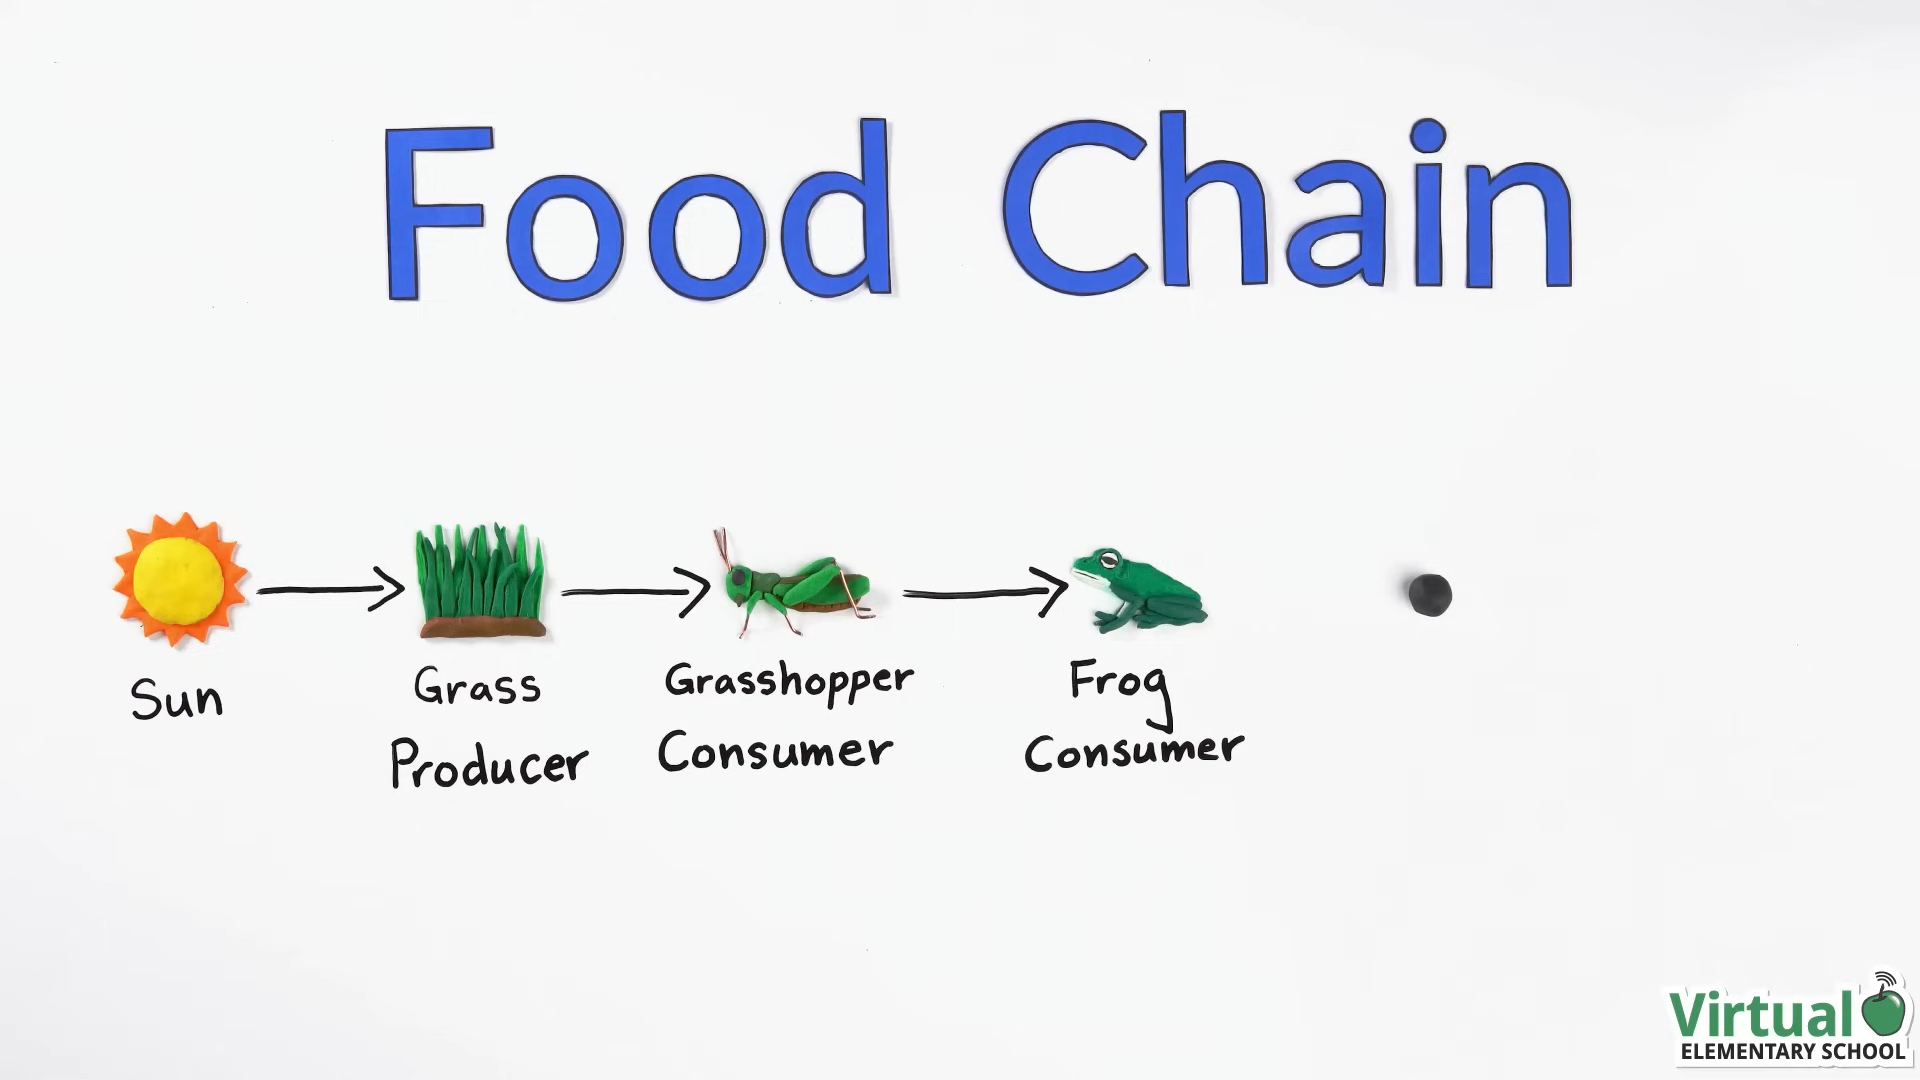 Food Chain
Sun
Grass
Grasshopper
Frog
Producer
Consumer
Consumer
Virtual
ELEMENTARY SCHOOL